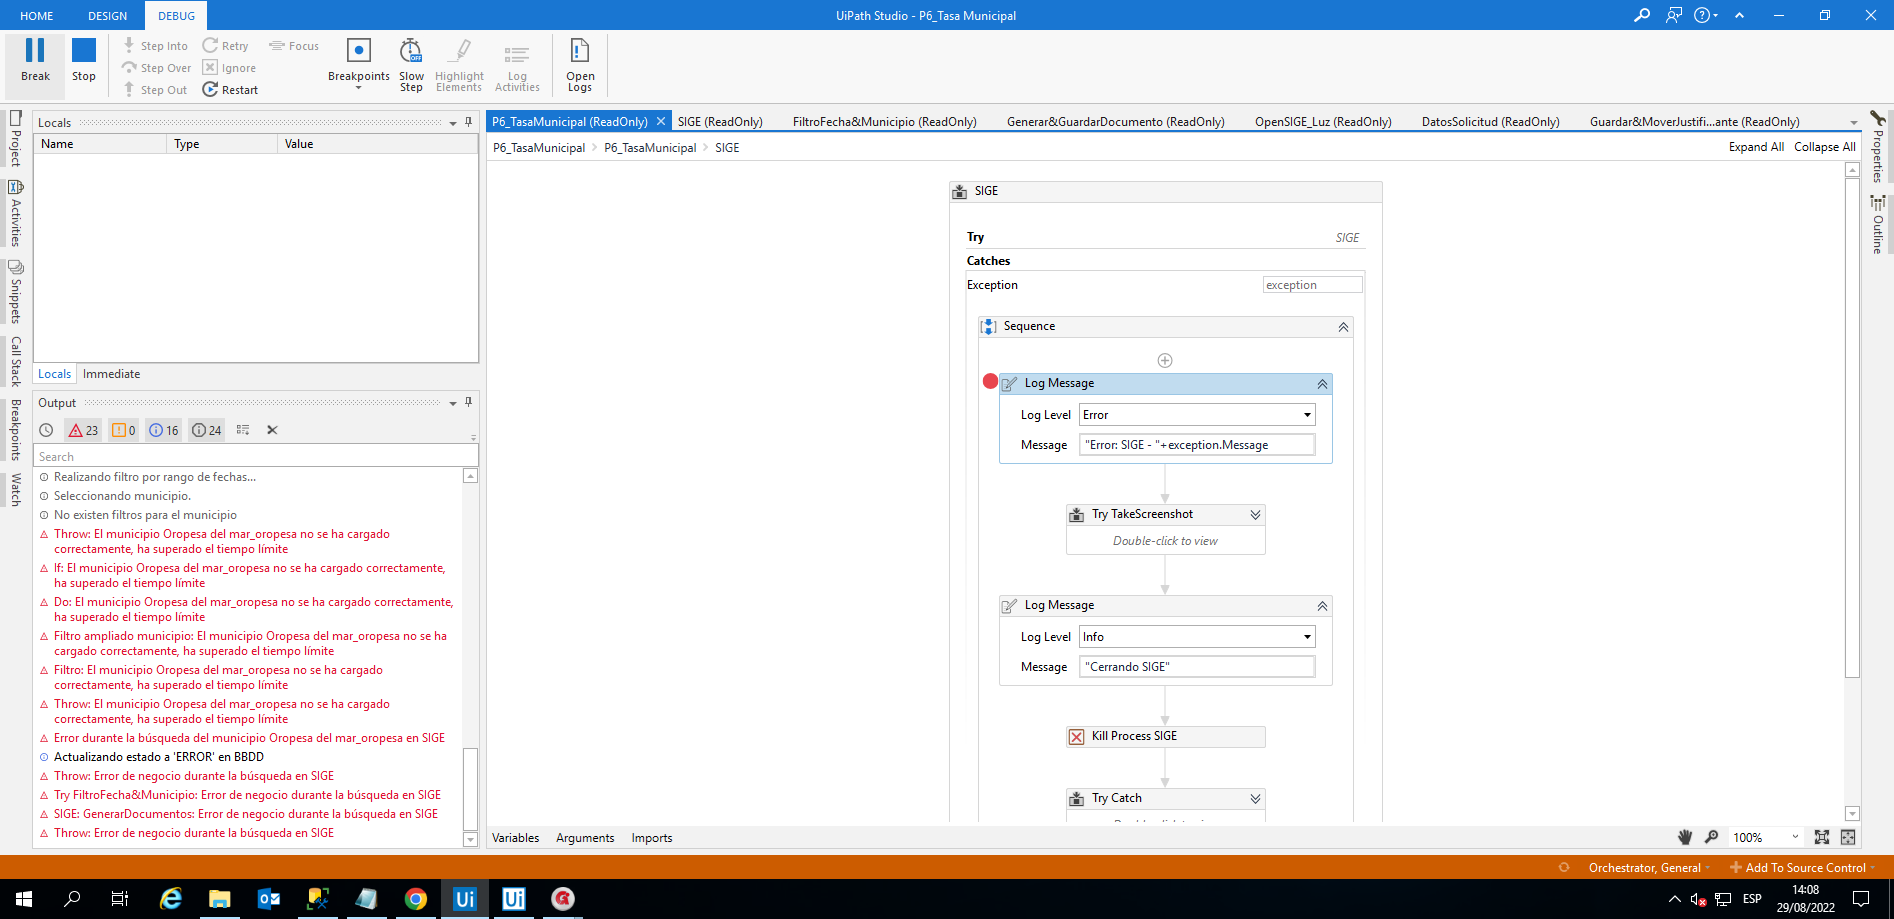 HOME DESIGN DEBUG UiPath Studio - P6_Tasa Municipal
Break
Stop
Step Into
Step Over
Step Out
Retry
Ignore
Restart
Focus
Breakpoints
Slow
Step
OFF
Highlight
Elements
Log
Activities
Open
Logs
Project
Activities
Snippets
Call Stack
Breakpoints
Watch
Locals
Name Type Value
Locals Immediate
Output
23 0 16 24
Search
Realizando filtro por rango de fechas...
Seleccionando municipio.
No existen filtros para el municipio
Throw: El municipio Oropesa del mar_oropesa no se ha cargado
correctamente, ha superado el tiempo límite
If: El municipio Oropesa del mar_oropesa no se ha cargado correctamente,
ha superado el tiempo límite
Do: El municipio Oropesa del mar_oropesa no se ha cargado correctamente,
ha superado el tiempo límite
Filtro ampliado municipio: El municipio Oropesa del mar_oropesa no se ha
cargado correctamente, ha superado el tiempo límite
Filtro: El municipio Oropesa del mar_oropesa no se ha cargado
correctamente, ha superado el tiempo límite
Throw: El municipio Oropesa del mar_oropesa no se ha cargado
correctamente, ha superado el tiempo límite
Error durante la búsqueda del municipio Oropesa del mar_oropesa en SIGE
Actualizando estado a 'ERROR' en BBDD
Throw: Error de negocio durante la búsqueda en SIGE
Try FiltroFecha&Municipio: Error de negocio durante la búsqueda en SIGE
SIGE: GenerarDocumentos: Error de negocio durante la búsqueda en SIGE
Throw: Error de negocio durante la búsqueda en SIGE
P6_TasaMunicipal (ReadOnly) SIGE (ReadOnly) FiltroFecha&Municipio (ReadOnly) Generar&GuardarDocumento (ReadOnly) OpenSIGE_Luz (ReadOnly) DatosSolicitud (ReadOnly) Guardar&MoverJustifi...ante (ReadOnly)
P6_TasaMunicipal > P6_TasaMunicipal > SIGE Expand All Collapse All
SIGE
Try SIGE
Catches
Exception exception
Sequence
Log Message
Log Level Error
Message "Error: SIGE - "+exception.Message
Try TakeScreenshot
Double-click to view
Log Message
Log Level Info
Message "Cerrando SIGE"
Kill Process SIGE
Try Catch
Variables Arguments Imports 100%
Properties
Outline
Orchestrator, General Add To Source Control
ESP
14:08
29/08/2022